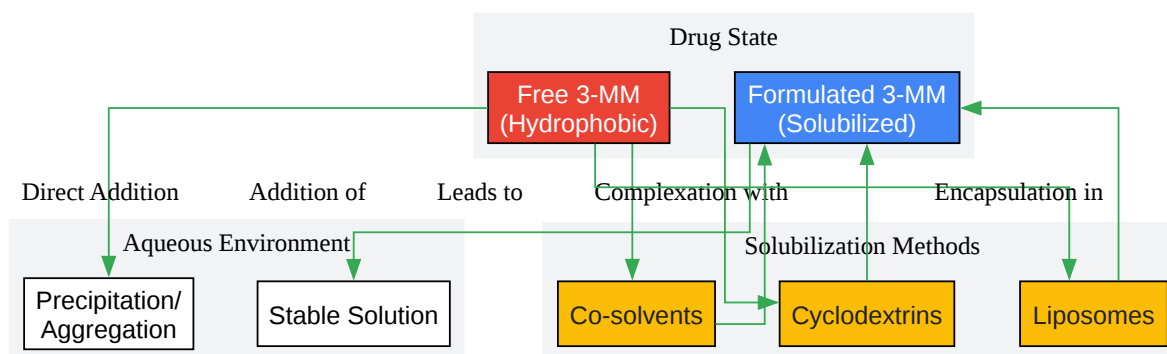 Drug State
Free 3-MM
(Hydrophobic)
Formulated 3-MM
(Solubilized)
Direct Addition
Addition of
Leads to
Complexation with
Encapsulation in
Aqueous Environment
Solubilization Methods
Precipitation/
Aggregation
Stable Solution
Co-solvents
Cyclodextrins
Liposomes